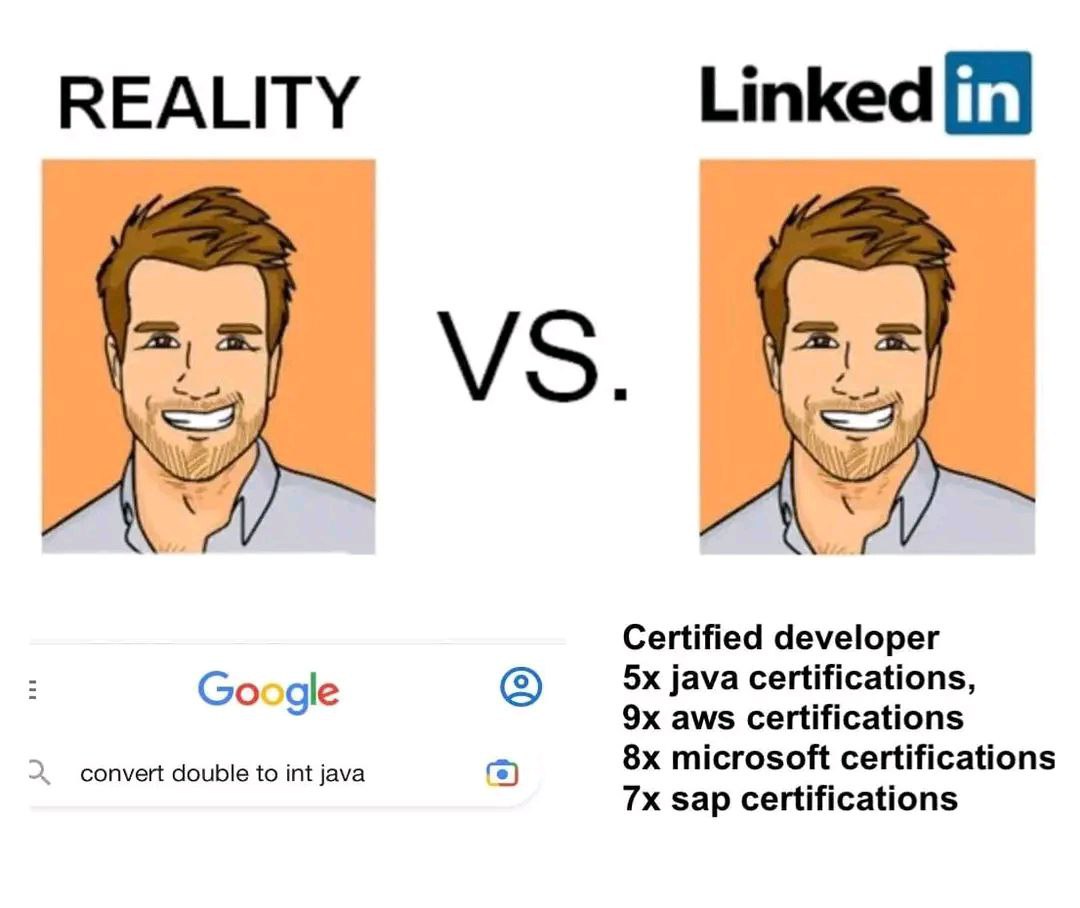 REALITY
Linked in
VS.
Google
convert double to int java
Certified developer
5x java certifications,
9x aws certifications
8x microsoft certifications
7x sap certifications